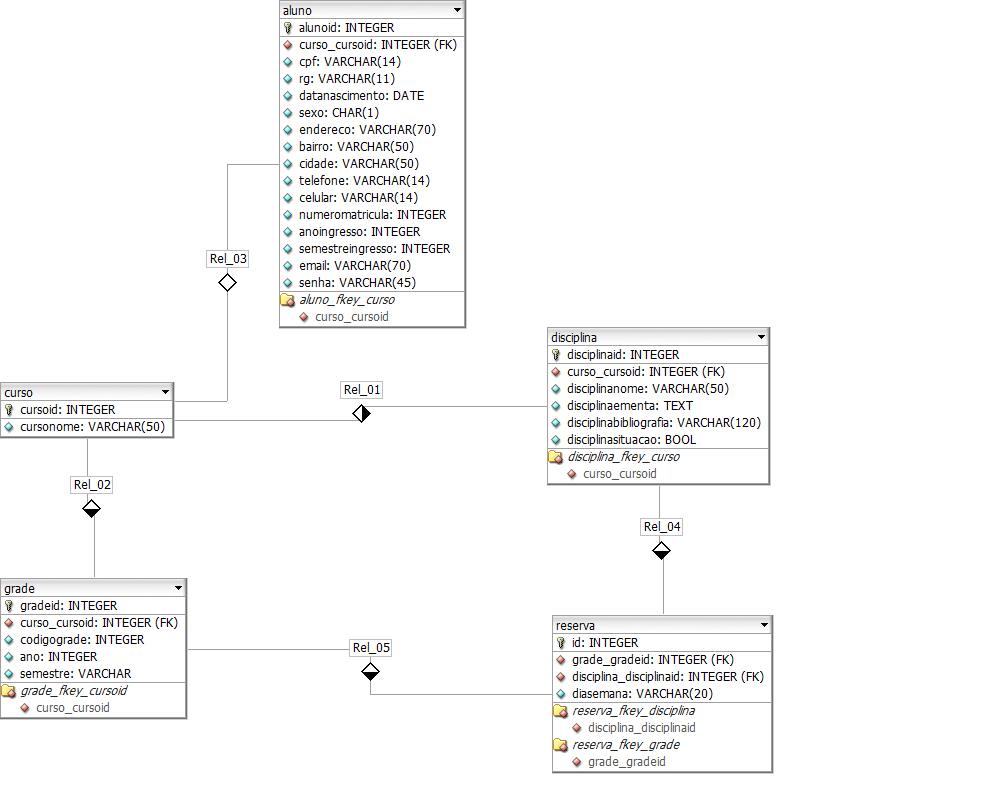 aluno
alunoid: INTEGER
curso_cursoid: INTEGER (FK)
cpf: VARCHAR(14)
rg: VARCHAR(11)
datanascimento: DATE
sexo: CHAR(1)
endereco: VARCHAR(70)
bairro: VARCHAR(50)
cidade: VARCHAR(50)
telefone: VARCHAR(14)
celular: VARCHAR(14)
numeromatricula: INTEGER
anoingresso: INTEGER
semestreingresso: INTEGER
email: VARCHAR(70)
senha: VARCHAR(45)
aluno_fkey_curso
curso_cursoid
Rel_03
curso
cursoid: INTEGER
cursonome: VARCHAR(50)
Rel_01
disciplina
disciplinaid: INTEGER
curso_cursoid: INTEGER (FK)
disciplinanome: VARCHAR(50)
disciplinaementa: TEXT
disciplinabibliografia: VARCHAR(120)
disciplinasituacao: BOOL
disciplina_fkey_curso
curso_cursoid
Rel_02
Rel_04
grade
gradeid: INTEGER
curso_cursoid: INTEGER (FK)
codigograde: INTEGER
ano: INTEGER
semestre: VARCHAR
grade_fkey_cursoid
curso_cursoid
Rel_05
reserva
id: INTEGER
grade_gradeid: INTEGER (FK)
disciplina_disciplinaid: INTEGER (FK)
diasemana: VARCHAR(20)
reserva_fkey_disciplina
disciplina_disciplinaid
reserva_fkey_grade
grade_gradeid